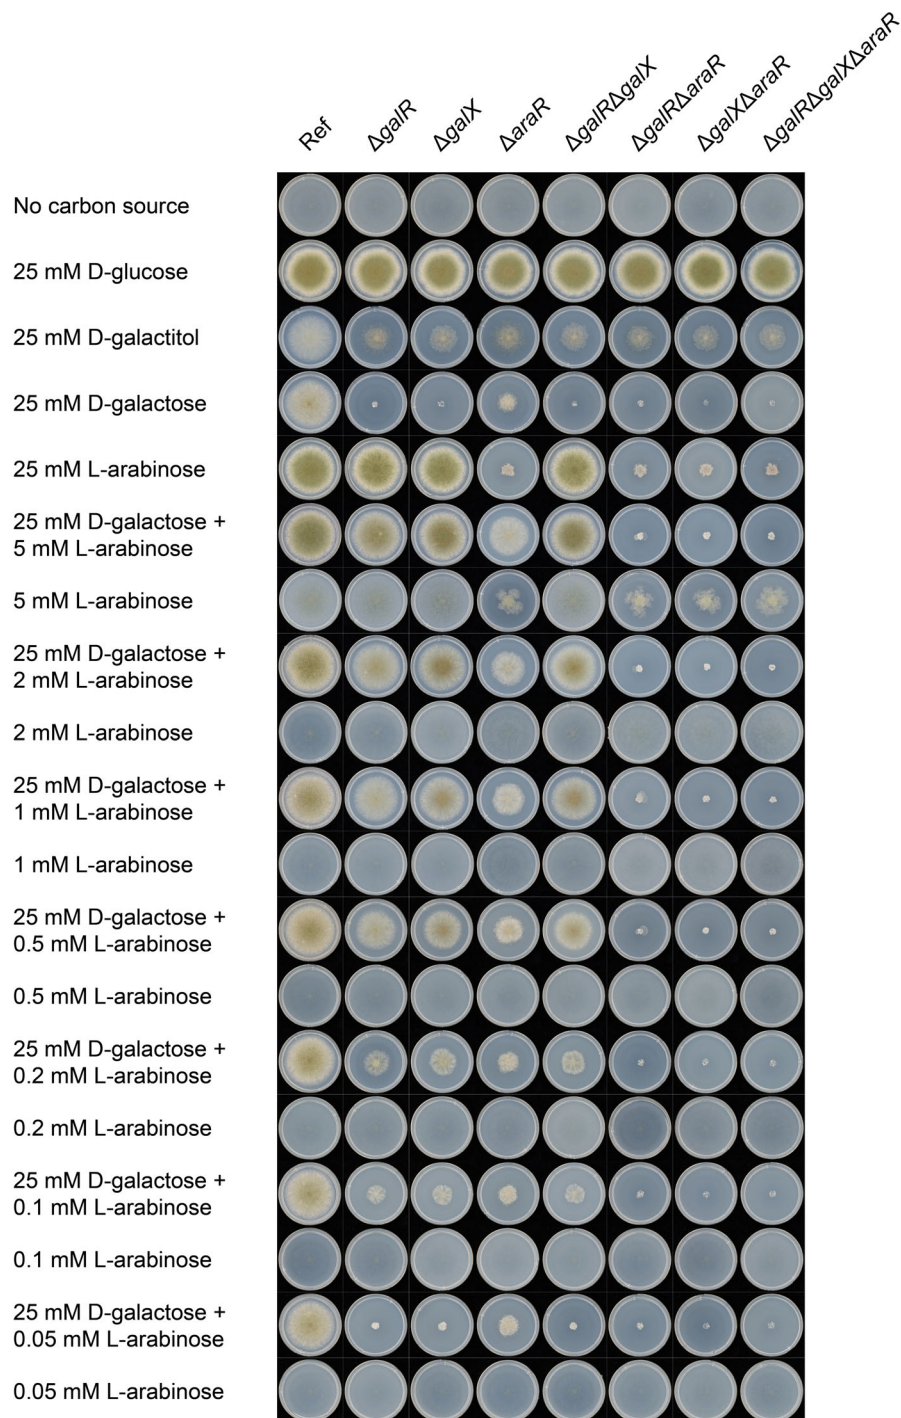 Ref
ΔgalR
ΔgalX
ΔaraR
ΔgalRΔgalX
ΔgalRΔaraR
ΔgalXΔaraR
ΔgalRΔgalXΔaraR
No carbon source
25 mM D-glucose
25 mM D-galactitol
25 mM D-galactose
25 mM L-arabinose
25 mM D-galactose +
5 mM L-arabinose
5 mM L-arabinose
25 mM D-galactose +
2 mM L-arabinose
2 mM L-arabinose
25 mM D-galactose +
1 mM L-arabinose
1 mM L-arabinose
25 mM D-galactose +
0.5 mM L-arabinose
0.5 mM L-arabinose
25 mM D-galactose +
0.2 mM L-arabinose
0.2 mM L-arabinose
25 mM D-galactose +
0.1 mM L-arabinose
0.1 mM L-arabinose
25 mM D-galactose +
0.05 mM L-arabinose
0.05 mM L-arabinose